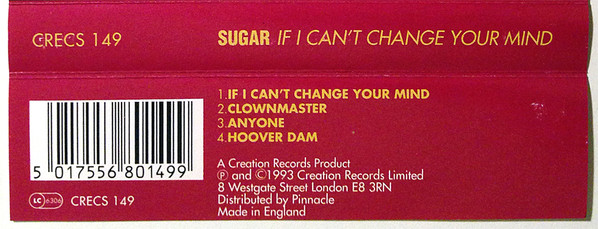 CRECS 149
SUGAR IF I CAN'T CHANGE YOUR MIND
1.IF I CAN'T CHANGE YOUR MIND
2.CLOWNMASTER
3.ANYONE
4.HOOVER DAM
5 017556 801499
A Creation Records Product
Ⓟ and ©1993 Creation Records Limited
8 Westgate Street London E8 3RN
Distributed by Pinnacle
Made in England
LC 6306 CRECS 149